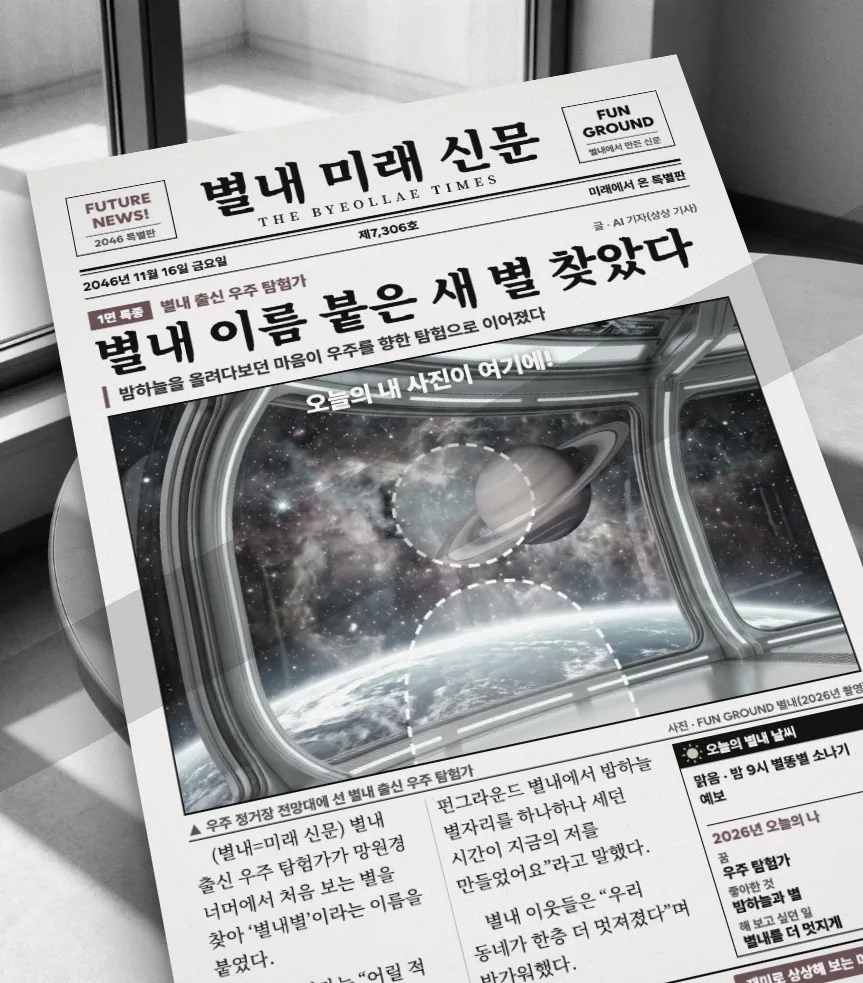 FUTURE
NEWS!
2046 특별판
별내 미래 신문
THE BYEOLLAE TIMES
FUN
GROUND
별내에서 만든 신문
2046년 11월 16일 금요일
제7,306호
미래에서 온 특별판
1면 특종 별내 출신 우주 탐험가
글 · AI 기자(상상 기사)
별내 이름 붙은 새 별 찾았다
밤하늘을 올려다보던 마음이 우주를 향한 탐험으로 이어졌다
오늘의 내 사진이 여기에!
사진 · FUN GROUND 별내(2026년 촬영
▲ 우주 정거장 전망대에 선 별내 출신 우주 탐험가
(별내=미래 신문) 별내
출신 우주 탐험가가 망원경
너머에서 처음 보는 별을
찾아 ‘별내별’이라는 이름을
붙였다.
“어릴 적
펀그라운드 별내에서 밤하늘
별자리를 하나하나 세던
시간이 지금의 저를
만들었어요”라고 말했다.
별내 이웃들은 “우리
동네가 한층 더 멋져졌다”며
반가워했다.
오늘의 별내 날씨
맑음 · 밤 9시 별똥별 소나기
예보
2026년 오늘의 나
꿈
우주 탐험가
좋아한 것
밤하늘과 별
해 보고 싶던 일
별내를 더 멋지게
재미로 상상해 보는